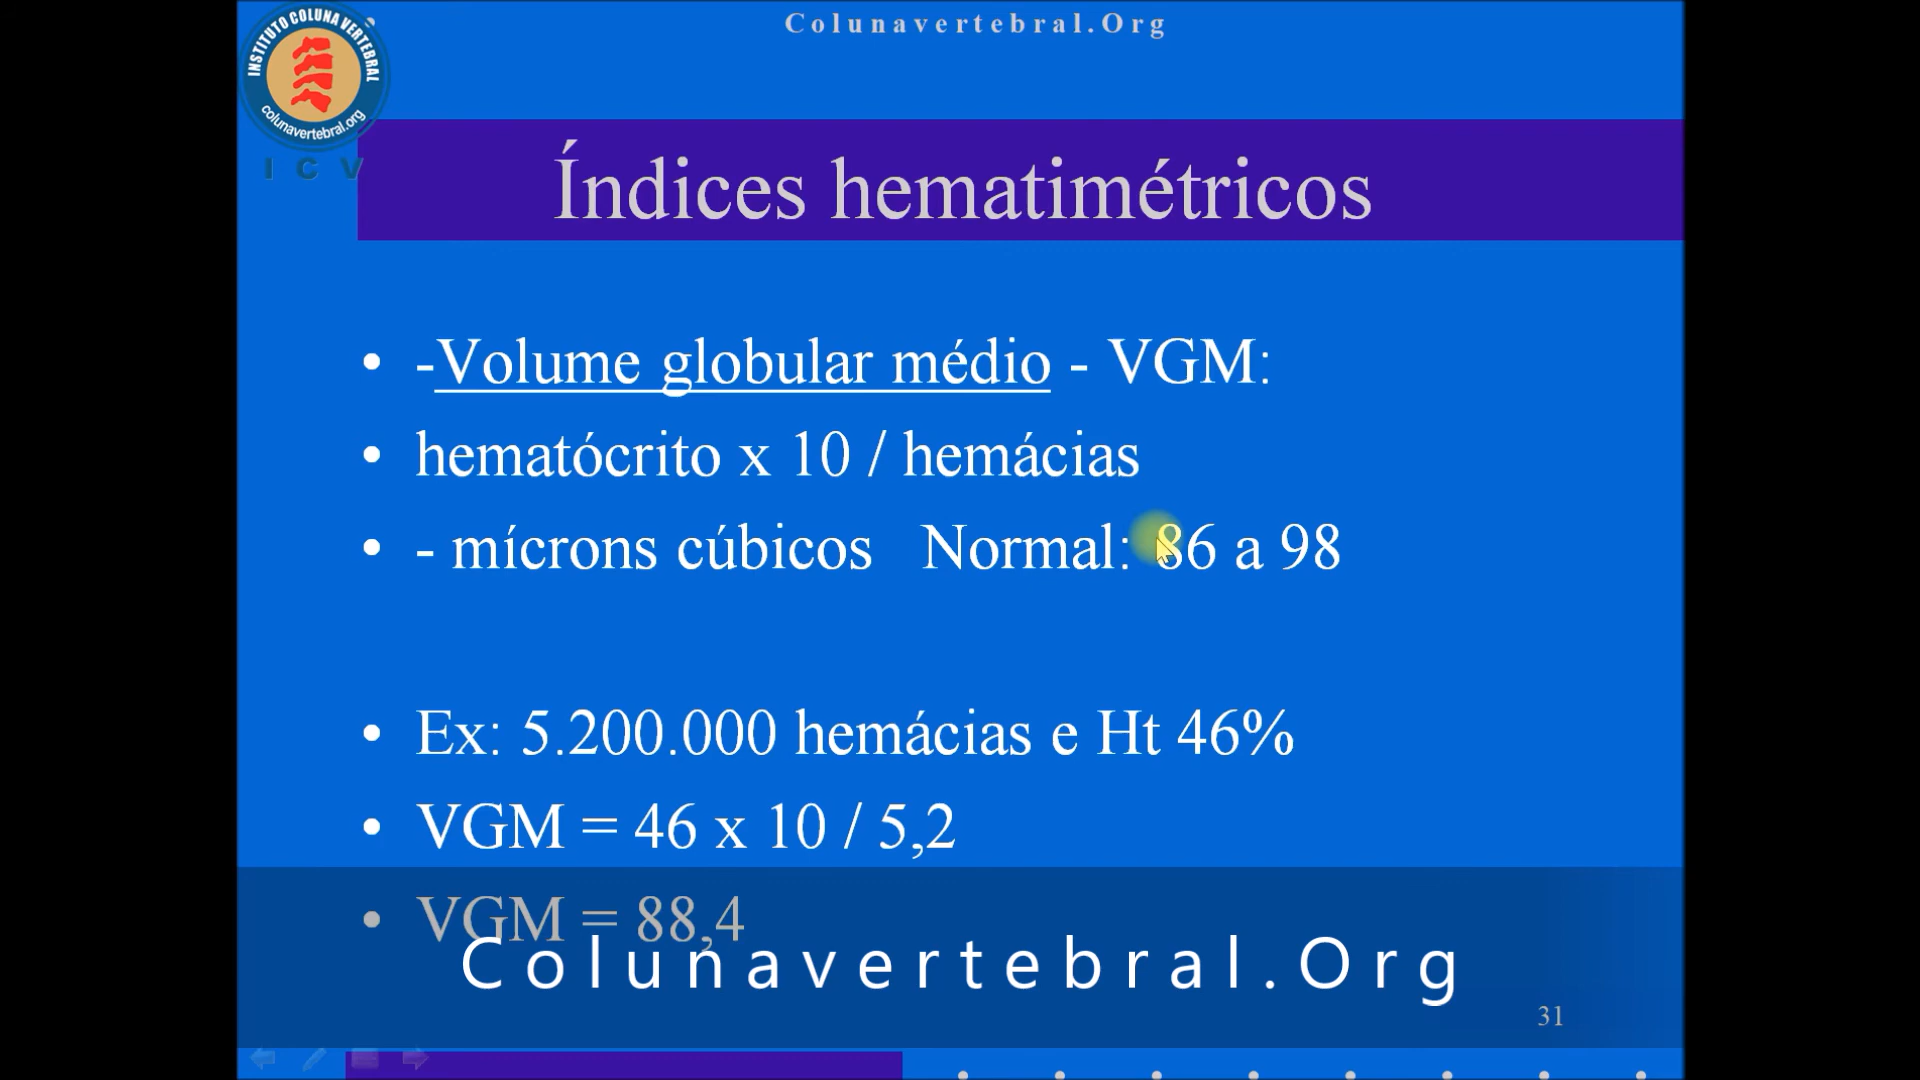 Colunavertebral.Org
INSTITUTO COLUNA VERTEBRAL
colunavertebral.org
I C V
Índices hematimétricos
• -Volume globular médio - VGM:
• hematócrito x 10 / hemácias
• - mícrons cúbicos Normal: 86 a 98
• Ex: 5.200.000 hemácias e Ht 46%
• VGM = 46 x 10 / 5,2
• VGM = 88,4
Colunavertebral.Org
31